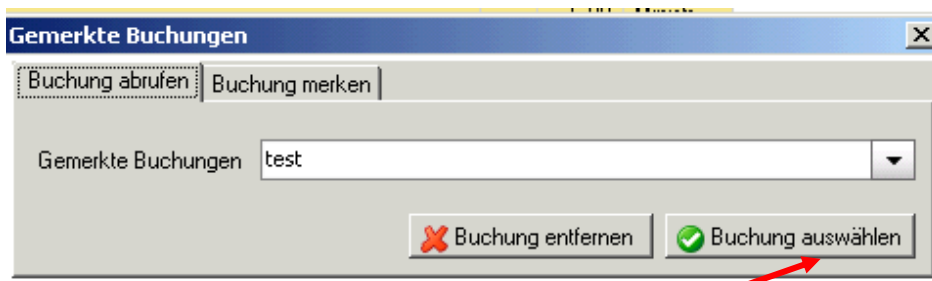 Gemerkte Buchungen
Buchung abrufen Buchung merken
Gemerkte Buchungen test
Buchung entfernen Buchung auswählen